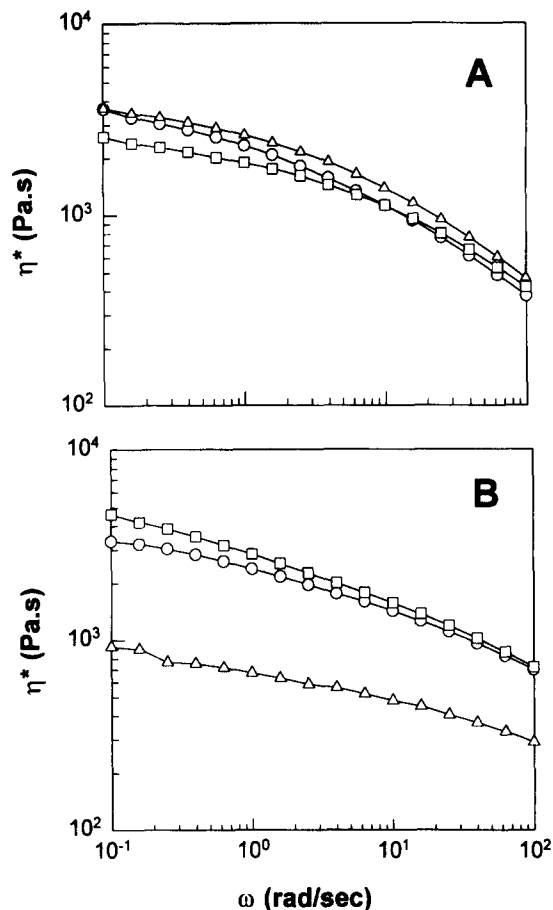 10⁴
A
10³
η* (Pa.s)
10²
10⁴
B
10³
η* (Pa.s)
10²
10⁻¹ 10⁰ 10¹ 10²
ω (rad/sec)